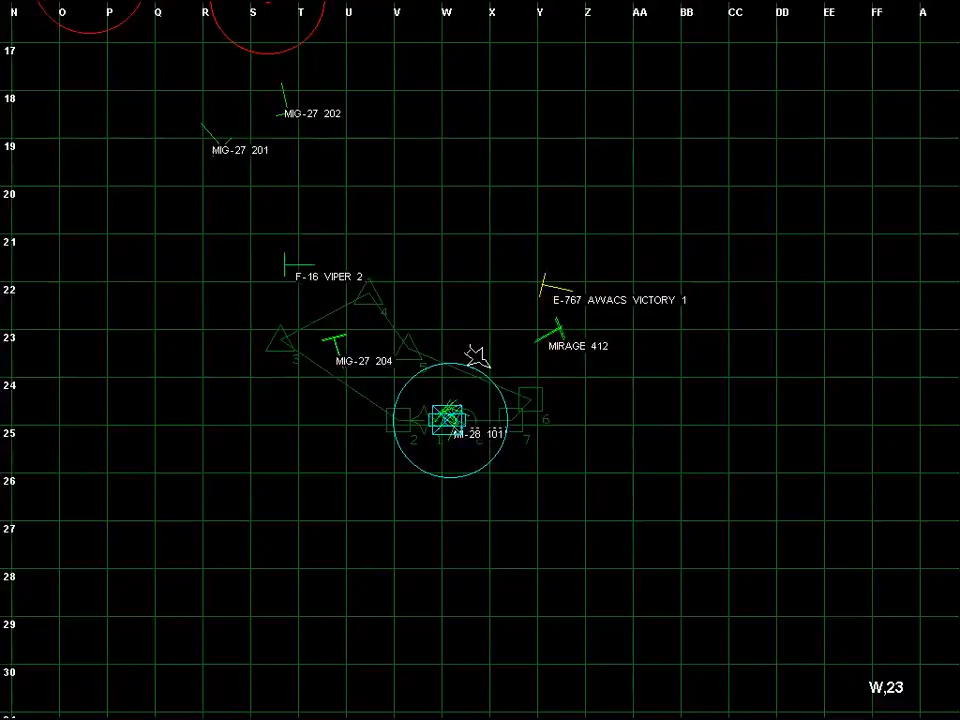 N O P Q R S T U V W X Y Z AA BB CC DD EE FF A
17
18
MIG-27 202
19
MIG-27 201
20
21
F-16 VIPER 2
22
E-767 AWACS VICTORY 1
4
23
MIRAGE 412
3
MIG-27 204
5
24
6
25
MI-28 101
2
1
7
26
27
28
29
30
W,23